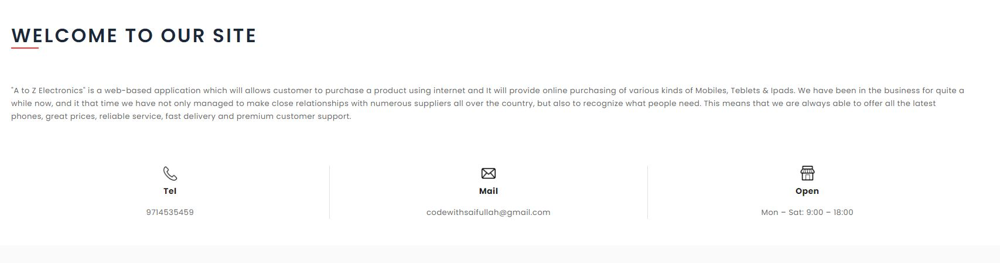 WELCOME TO OUR SITE
"A to Z Electronics" is a web-based application which will allows customer to purchase a product using internet and It will provide online purchasing of various kinds of Mobiles, Teblets & Ipads. We have been in the business for quite a
while now, and it that time we have not only managed to make close relationships with numerous suppliers all over the country, but also to recognize what people need. This means that we are always able to offer all the latest
phones, great prices, reliable service, fast delivery and premium customer support.
Tel
9714535459
Mail
codewithsaifullah@gmail.com
Open
Mon – Sat: 9:00 – 18:00